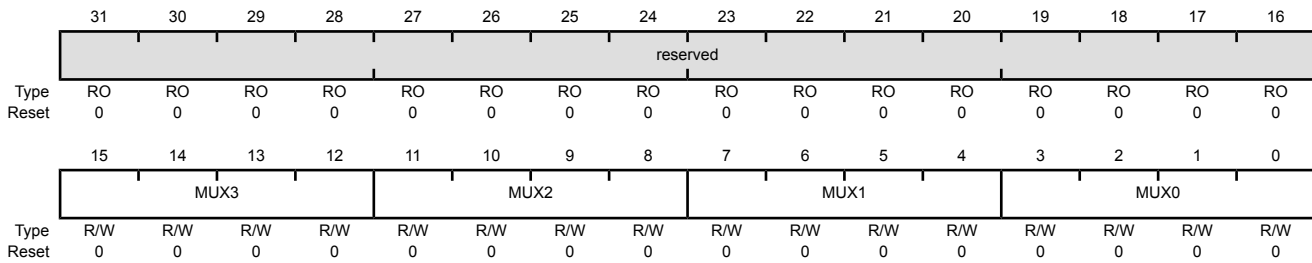 31 30 29 28 27 26 25 24 23 22 21 20 19 18 17 16
reserved
Type RO RO RO RO RO RO RO RO RO RO RO RO RO RO RO RO
Reset 0 0 0 0 0 0 0 0 0 0 0 0 0 0 0 0
15 14 13 12 11 10 9 8 7 6 5 4 3 2 1 0
MUX3 MUX2 MUX1 MUX0
Type R/W R/W R/W R/W R/W R/W R/W R/W R/W R/W R/W R/W R/W R/W R/W R/W
Reset 0 0 0 0 0 0 0 0 0 0 0 0 0 0 0 0